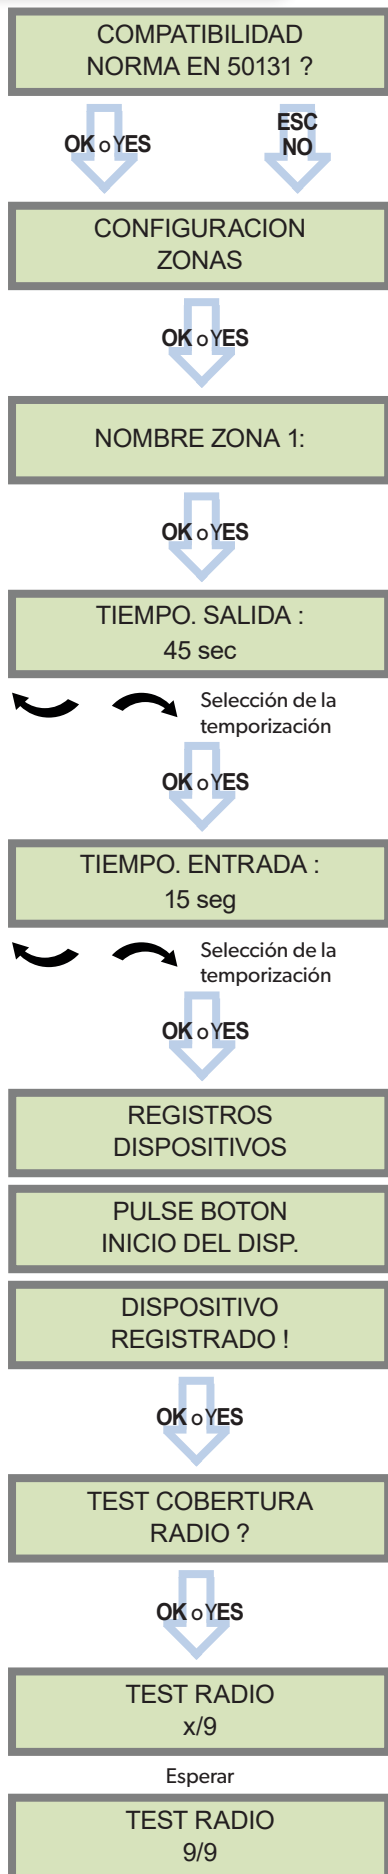 COMPATIBILIDAD
NORMA EN 50131 ?
OK o YES
ESC
NO
CONFIGURACION
ZONAS
OK o YES
NOMBRE ZONA 1:
OK o YES
TIEMPO. SALIDA :
45 sec
Selección de la
temporización
OK o YES
TIEMPO. ENTRADA :
15 seg
Selección de la
temporización
OK o YES
REGISTROS
DISPOSITIVOS
PULSE BOTON
INICIO DEL DISP.
DISPOSITIVO
REGISTRADO !
OK o YES
TEST COBERTURA
RADIO ?
OK o YES
TEST RADIO
x/9
Esperar
TEST RADIO
9/9